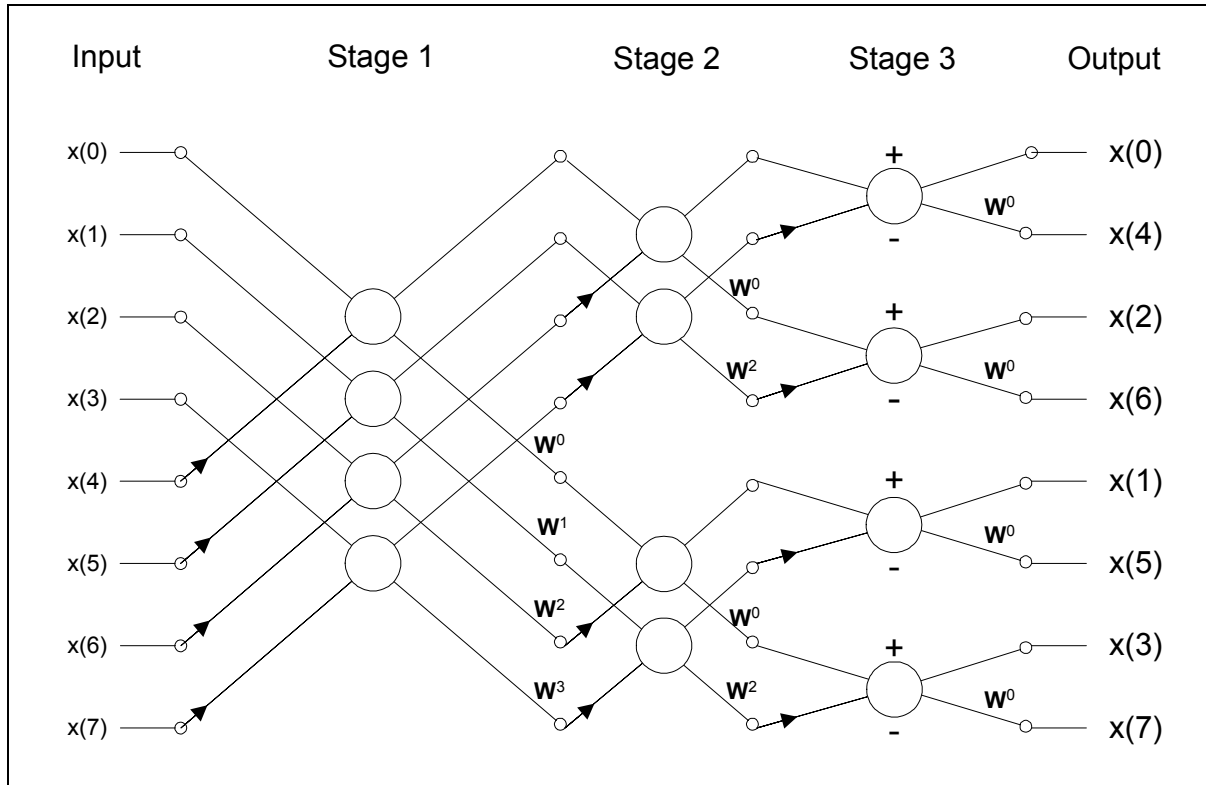 Input Stage 1 Stage 2 Stage 3 Output
x(0) + x(0)
W⁰
x(1) - x(4)
W⁰
x(2) + x(2)
W² W⁰
x(3) - x(6)
W⁰
x(4) + x(1)
W¹ W⁰
x(5) - x(5)
W² W⁰
x(6) + x(3)
W³ W² W⁰
x(7) - x(7)